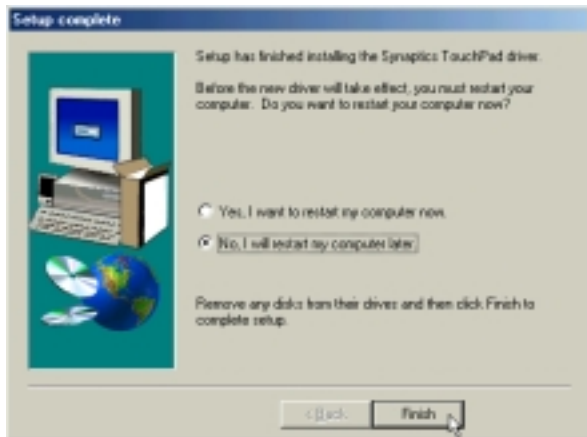 Setup complete
Setup has finished installing the Synaptics TouchPad driver.
Before the new driver will take effect, you must restart your
computer. Do you want to restart your computer now?
Yes, I want to restart my computer now.
No, I will restart my computer later.
Remove any disks from their drives and then click Finish to
complete setup.
< Back
Finish